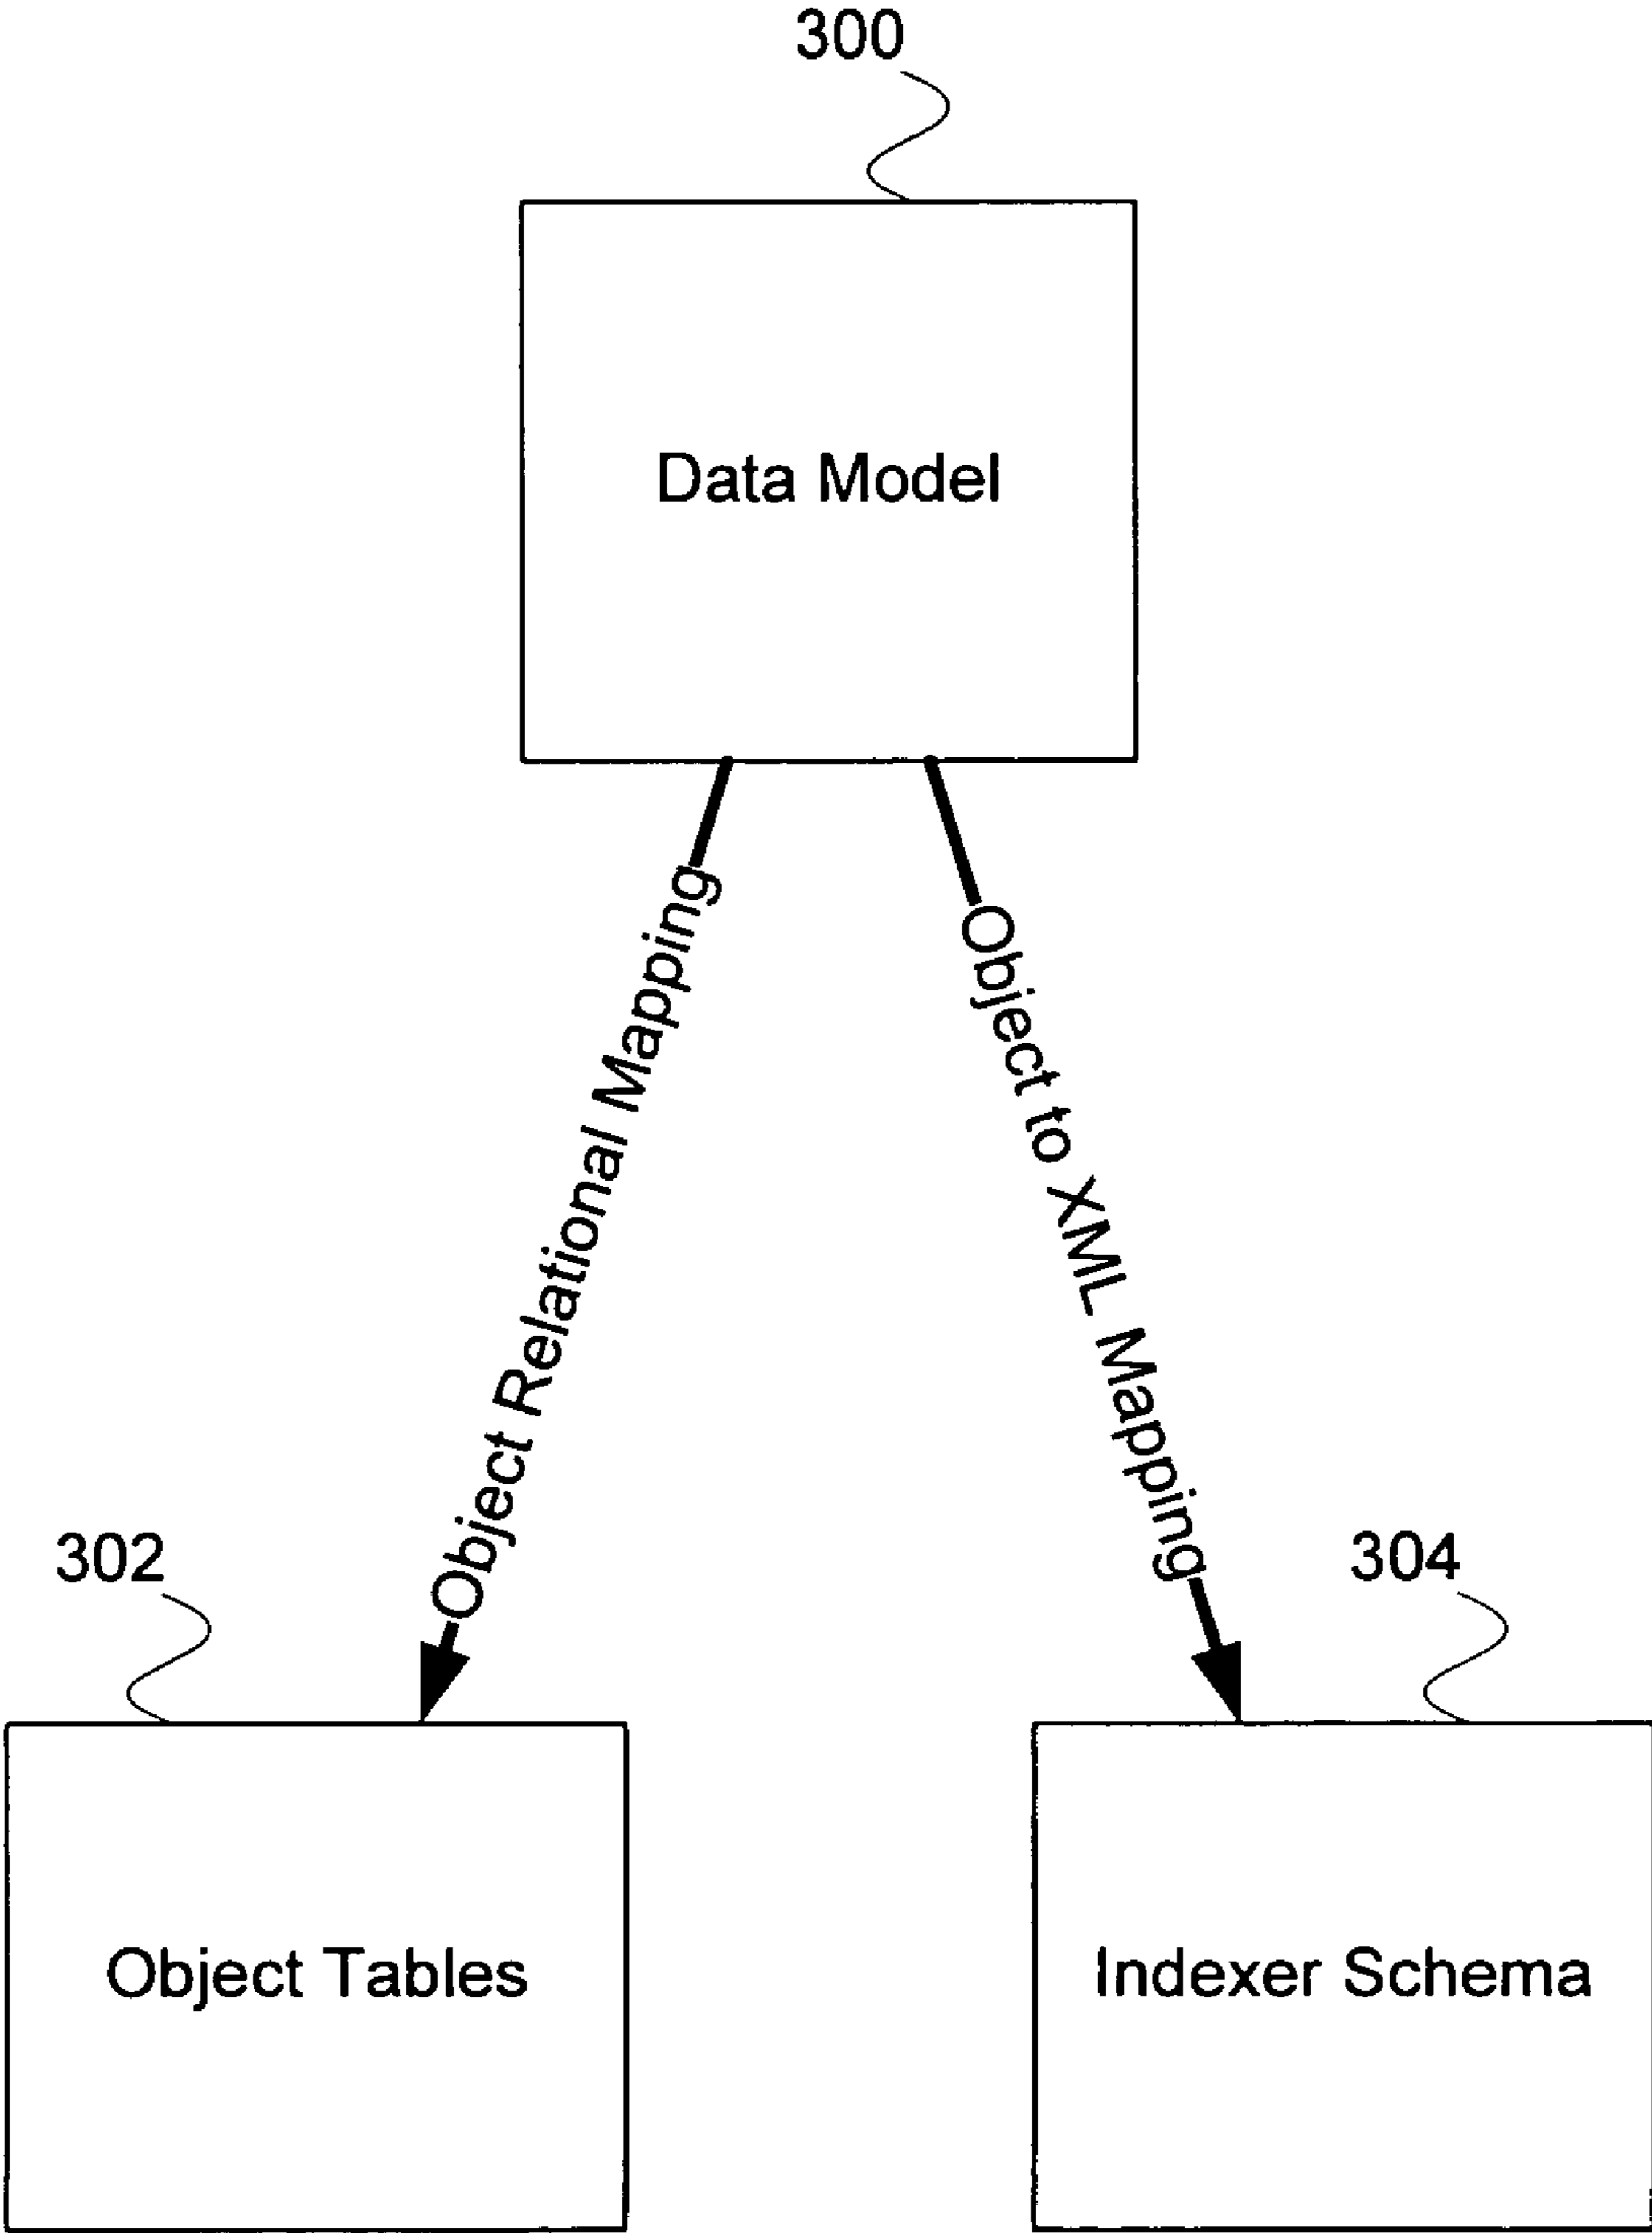 300
Data Model
Object Relational Mapping
Object to XML Mapping
302
304
Object Tables
Indexer Schema